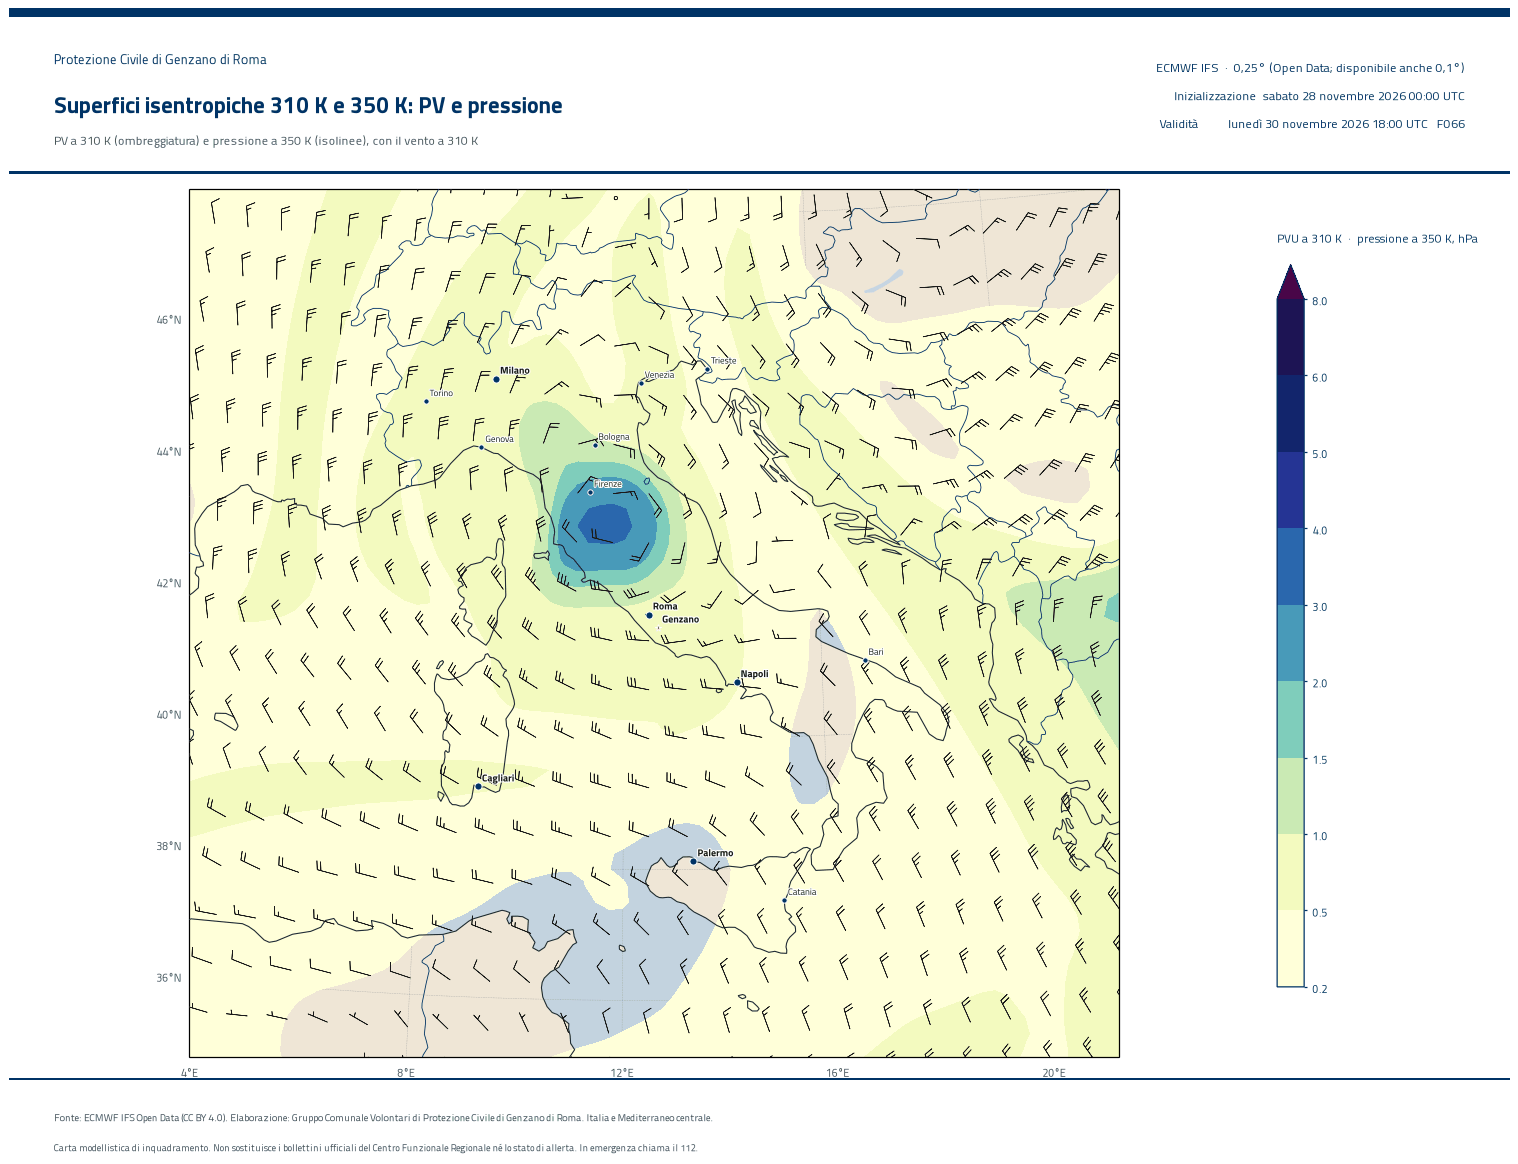 Protezione Civile di Genzano di Roma
Superfici isentropiche 310 K e 350 K: PV e pressione
PV a 310 K (ombreggiatura) e pressione a 350 K (isolinee), con il vento a 310 K
ECMWF IFS · 0,25° (Open Data; disponibile anche 0,1°)
Inizializzazione sabato 28 novembre 2026 00:00 UTC
Validità lunedì 30 novembre 2026 18:00 UTC F066
PVU a 310 K · pressione a 350 K, hPa
8.0
6.0
5.0
4.0
3.0
2.0
1.5
1.0
0.5
0.2
46°N
44°N
42°N
40°N
38°N
36°N
4°E
8°E
12°E
16°E
20°E
Trieste
Milano
Venezia
Torino
Bologna
Genova
Firenze
Roma
Genzano
Bari
Napoli
Cagliari
Palermo
Catania
Fonte: ECMWF IFS Open Data (CC BY 4.0). Elaborazione: Gruppo Comunale Volontari di Protezione Civile di Genzano di Roma. Italia e Mediterraneo centrale.
Carta modellistica di inquadramento. Non sostituisce i bollettini ufficiali del Centro Funzionale Regionale né lo stato di allerta. In emergenza chiama il 112.